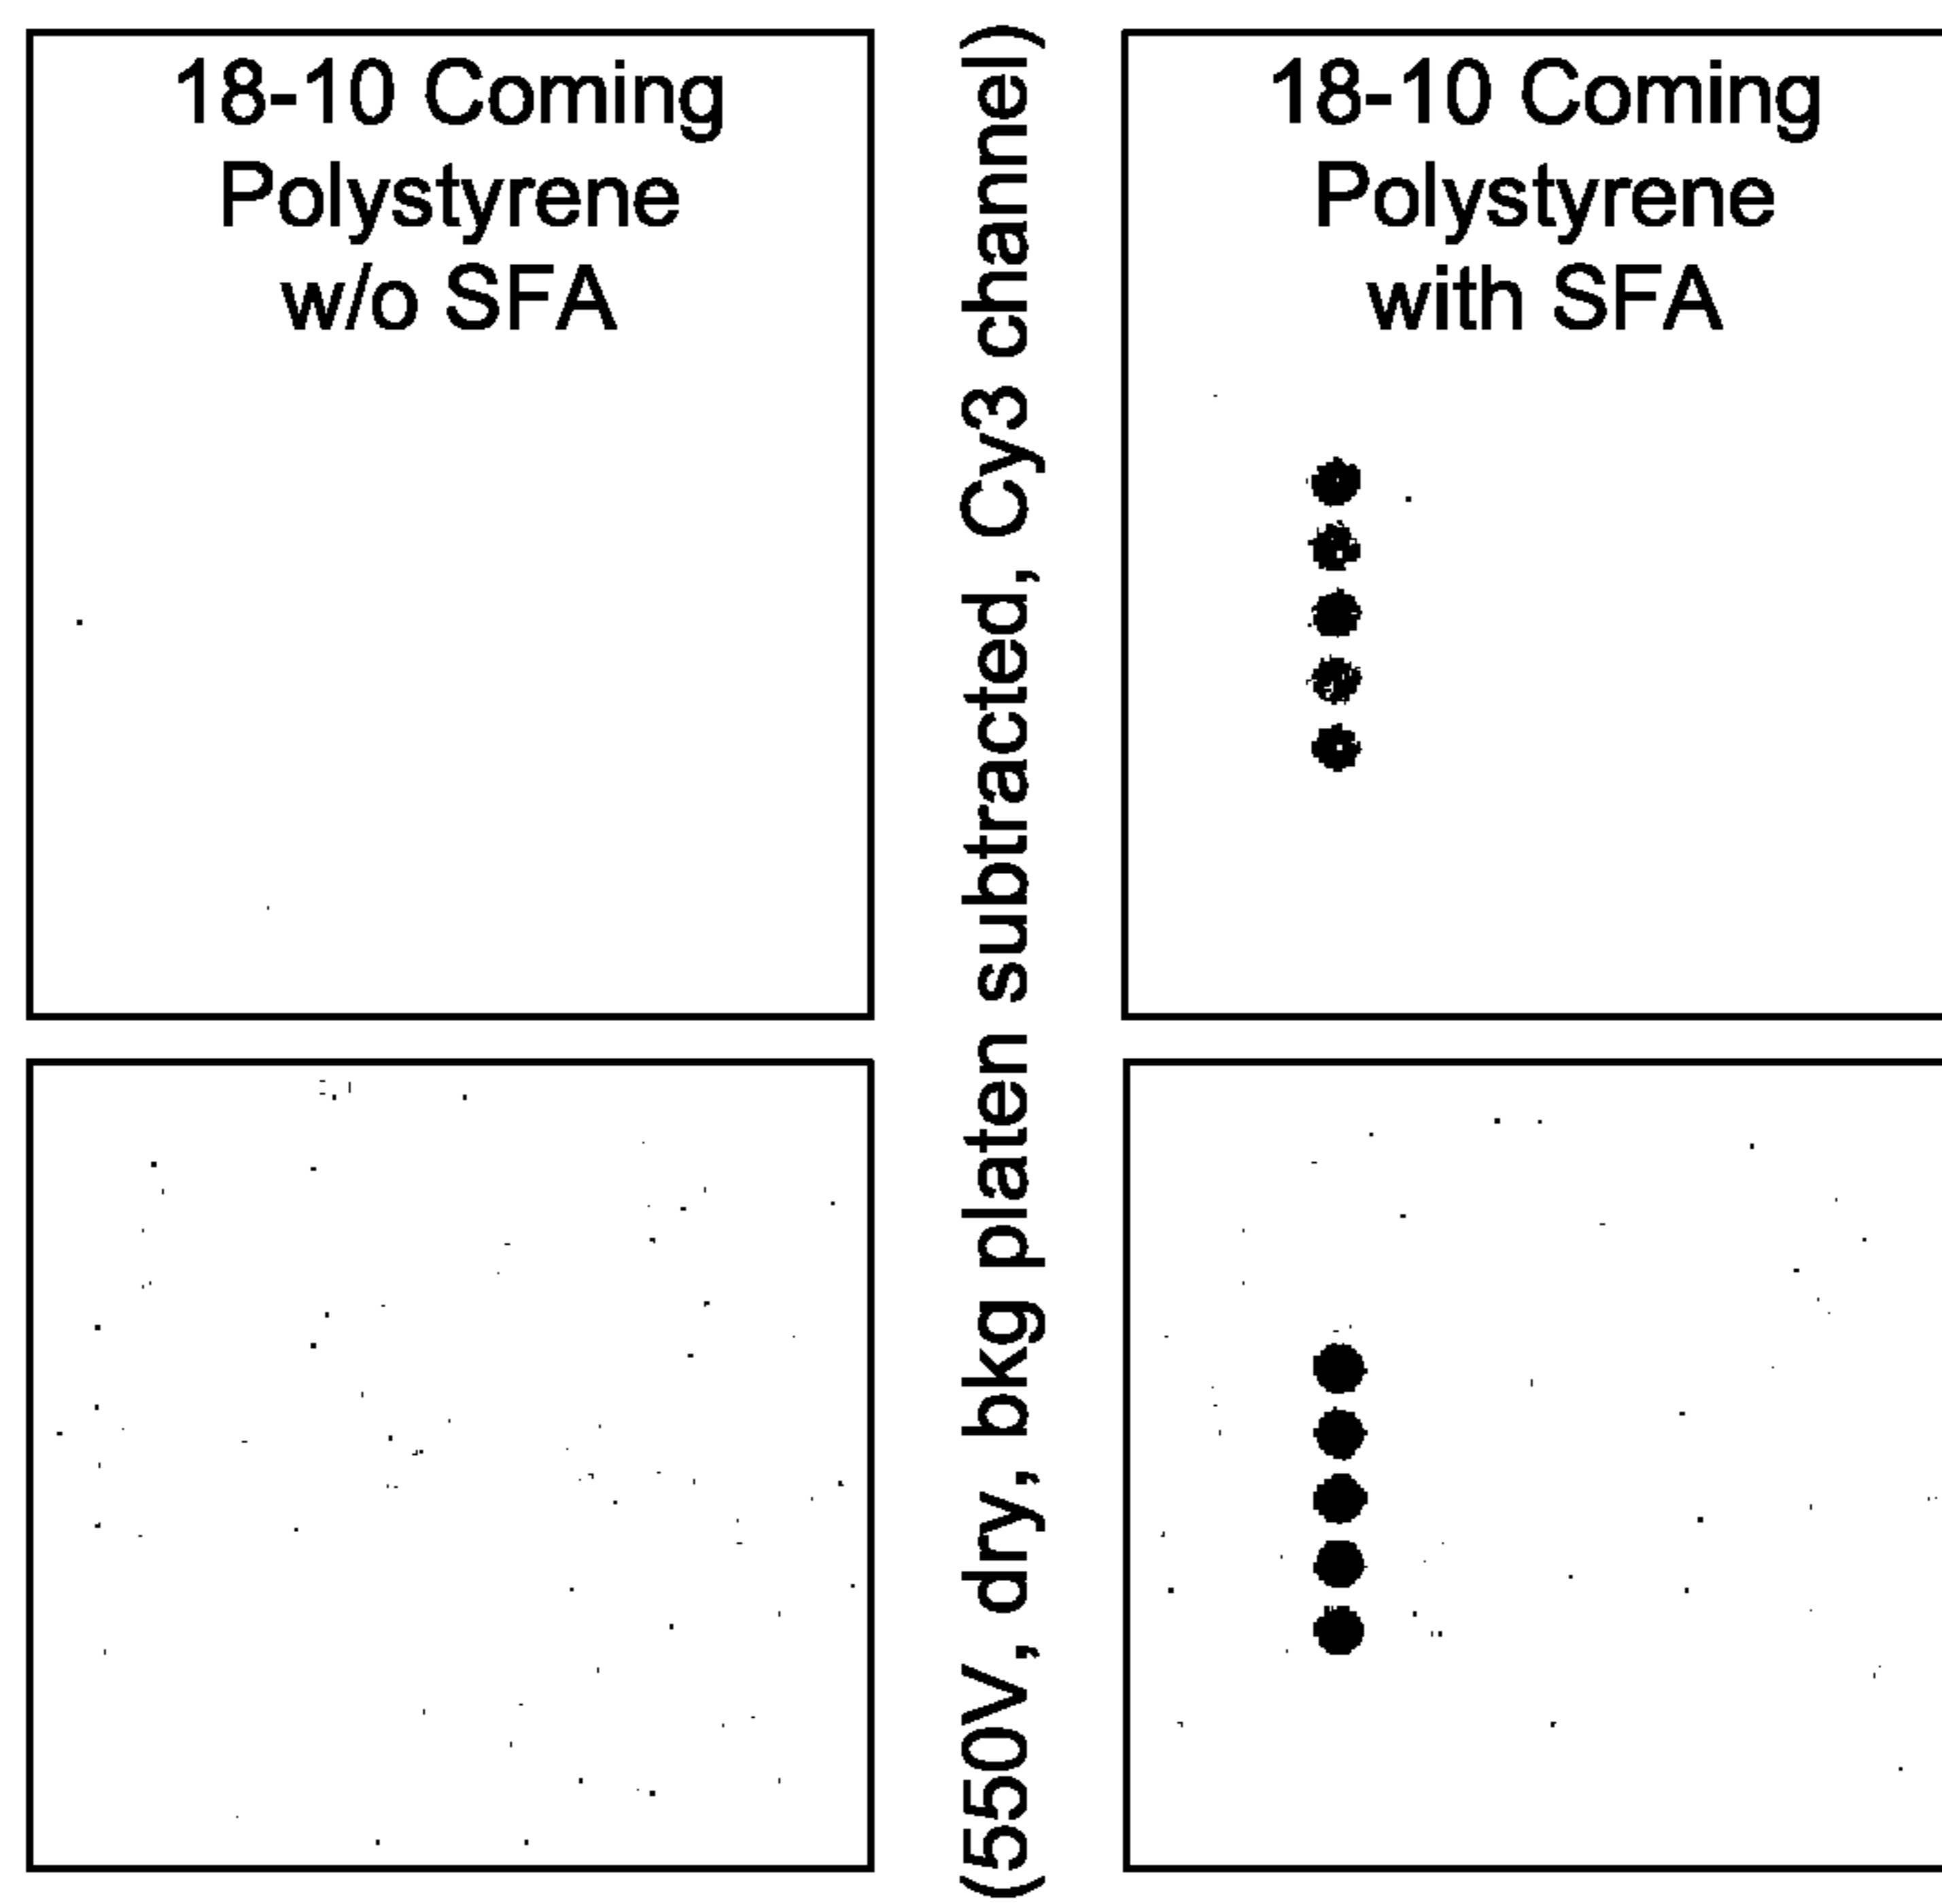 18-10 Coming
Polystyrene
w/o SFA
(550V, dry, bkg platen subtracted, Cy3 channel)
18-10 Coming
Polystyrene
with SFA